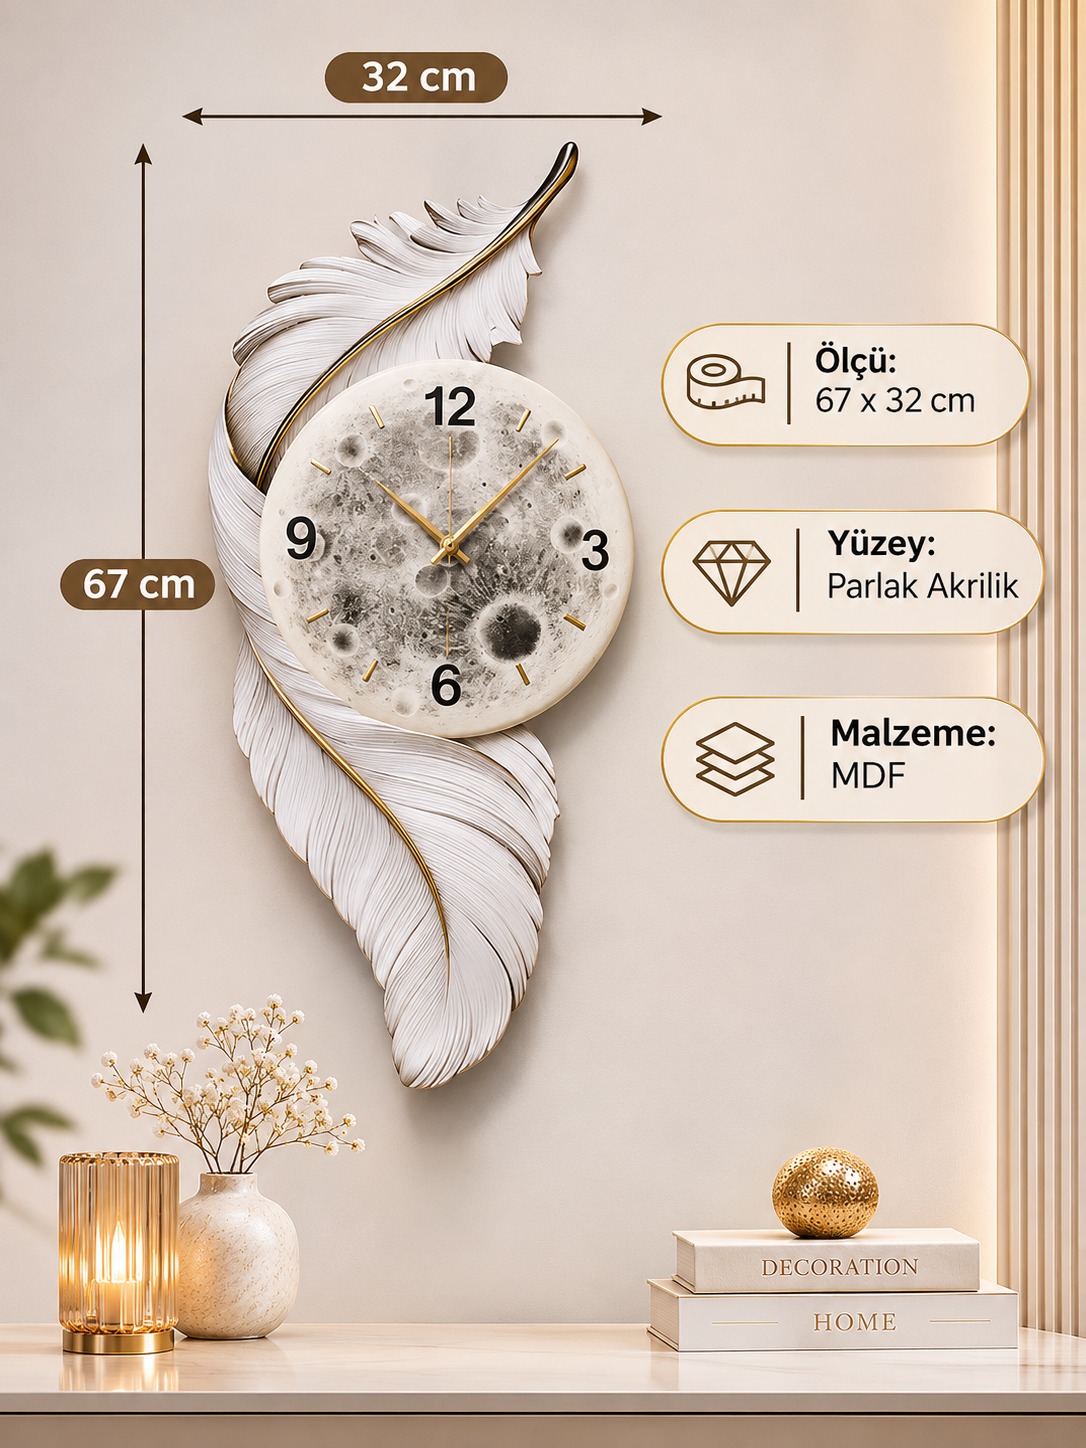 32 cm
67 cm
12
9
3
6
Ölçü:
67 x 32 cm
Yüzey:
Parlak Akrilik
Malzeme:
MDF
DECORATION
HOME